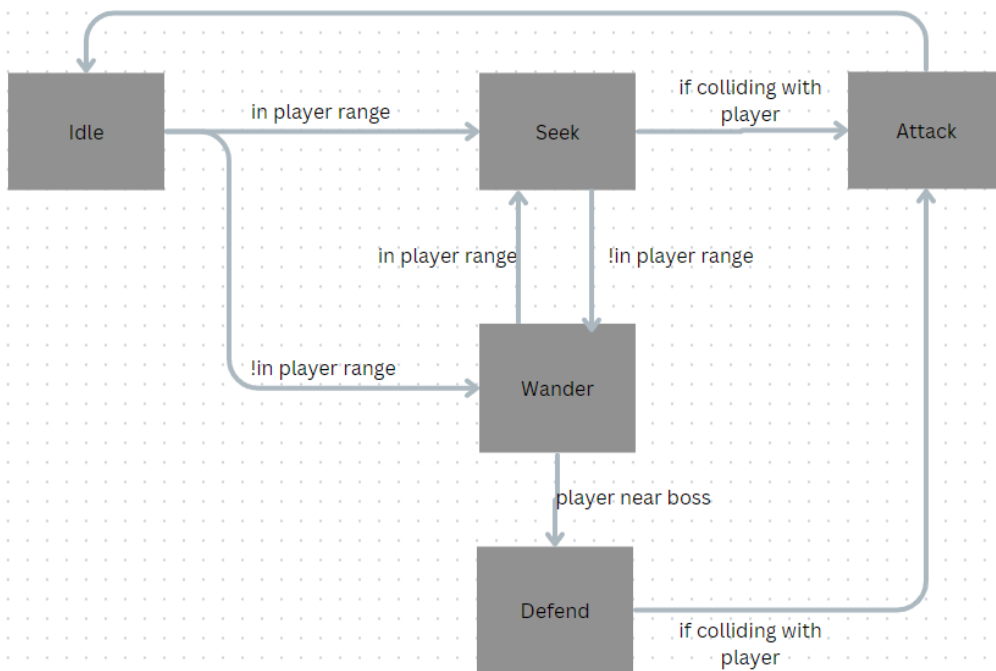 if colliding with
player
in player range
Idle
Seek
Attack
in player range
!in player range
!in player range
Wander
player near boss
Defend
if colliding with
player